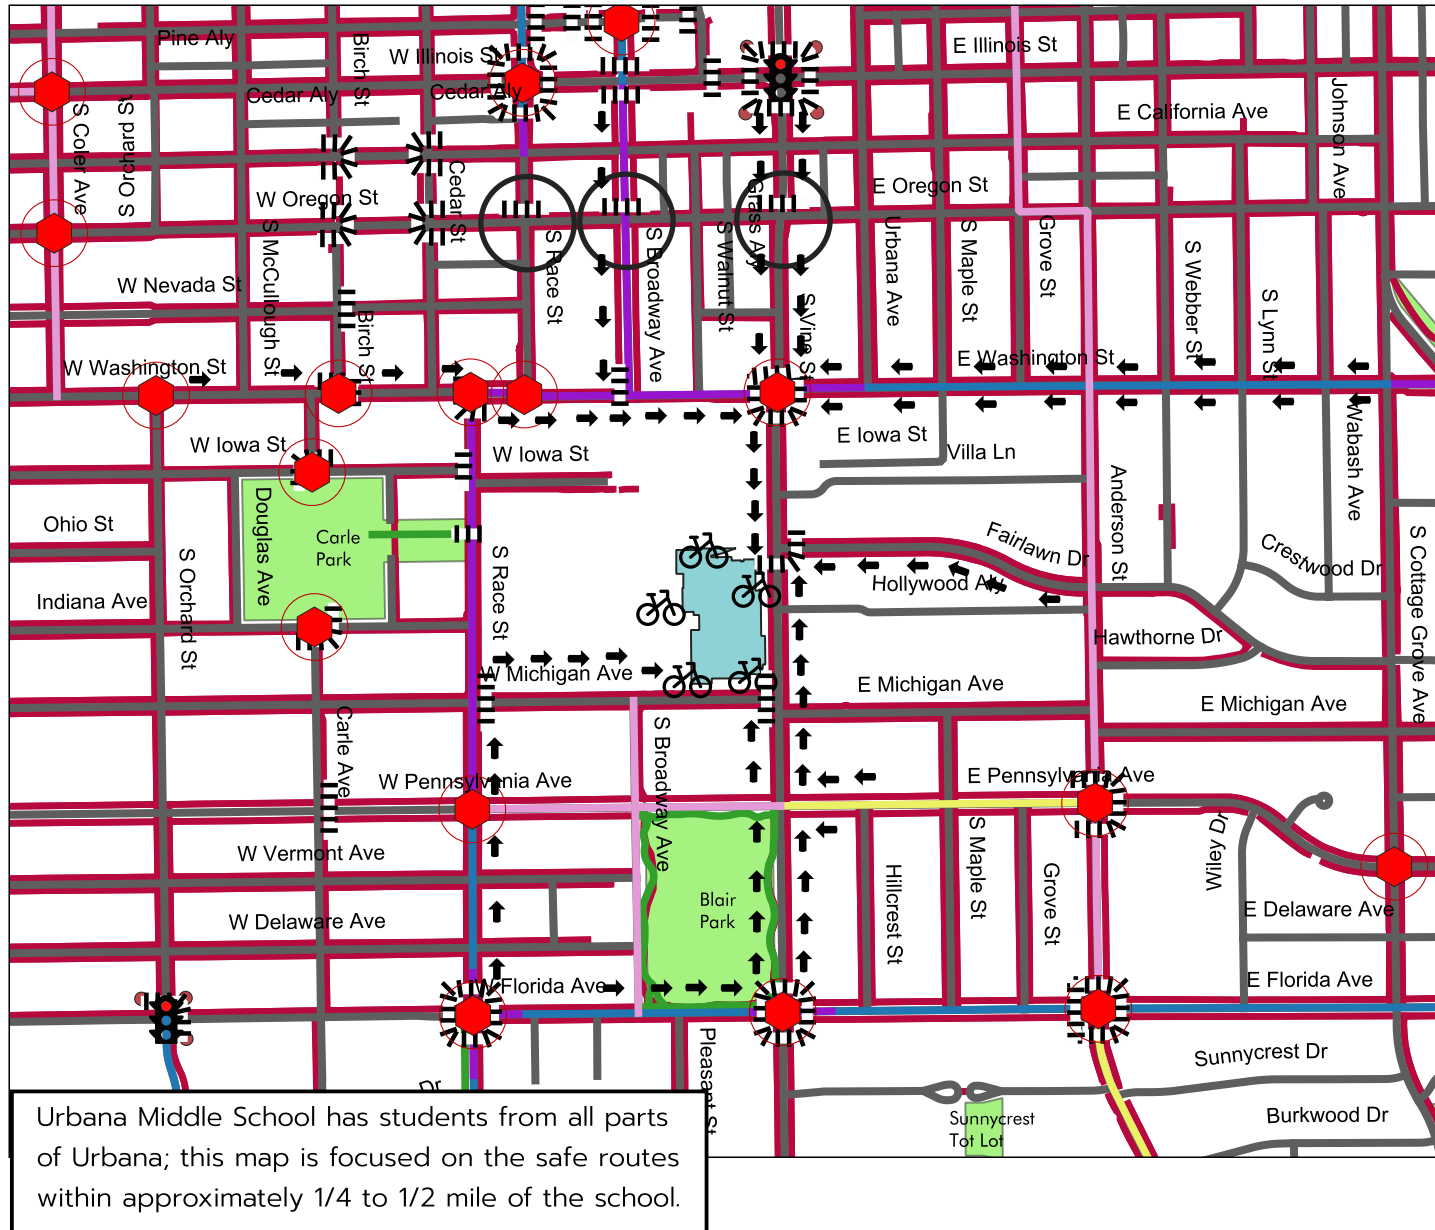 Pine Aly
Birch St
W Illinois St
E Illinois St
Cedar Aly
Cedar Aly
E California Ave
Johnson Ave
S Coler Ave
S Orchard St
Cedar St
W Oregon St
E Oregon St
Glass Aly
S McCullough St
S Race St
S Broadway Ave
S Walnut St
Urbana Ave
S Maple St
Grove St
S Webber St
S Lynn St
W Nevada St
Birch St
S Vine St
W Washington St
E Washington St
W Iowa St
W Iowa St
E Iowa St
Villa Ln
Wabash Ave
Anderson St
Ohio St
Douglas Ave
Carle
Park
S Orchard St
S Race St
Fairlawn Dr
Crestwood Dr
S Cottage Grove Ave
Hollywood Aly
Indiana Ave
Hawthorne Dr
W Michigan Ave
E Michigan Ave
E Michigan Ave
Carle Ave
S Broadway Ave
W Pennsylvania Ave
E Pennsylvania Ave
W Vermont Ave
S Maple St
Wiley Dr
Hillcrest St
Grove St
Blair
Park
W Delaware Ave
E Delaware Ave
W Florida Ave
E Florida Ave
Pleasant St
Sunnycrest Dr
Dr
Sunnycrest
Tot Lot
Burkwood Dr
Urbana Middle School has students from all parts
of Urbana; this map is focused on the safe routes
within approximately 1/4 to 1/2 mile of the school.